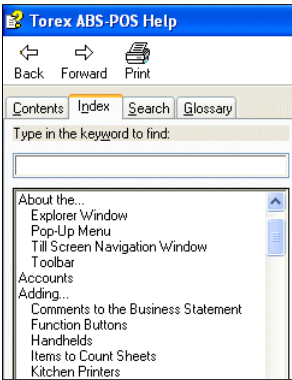 Torex ABS-POS Help
Back Forward Print
Contents Index Search Glossary
Type in the keyword to find:
About the...
Explorer Window
Pop-Up Menu
Till Screen Navigation Window
Toolbar
Accounts
Adding...
Comments to the Business Statement
Function Buttons
Handhelds
Items to Count Sheets
Kitchen Printers